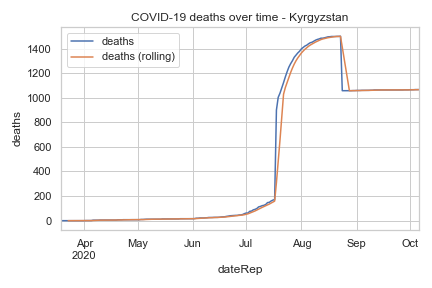 COVID-19 deaths over time - Kyrgyzstan
deaths
deaths (rolling)
1400
1200
1000
800
600
400
200
0
deaths
Apr May Jun Jul Aug Sep Oct
2020
dateRep